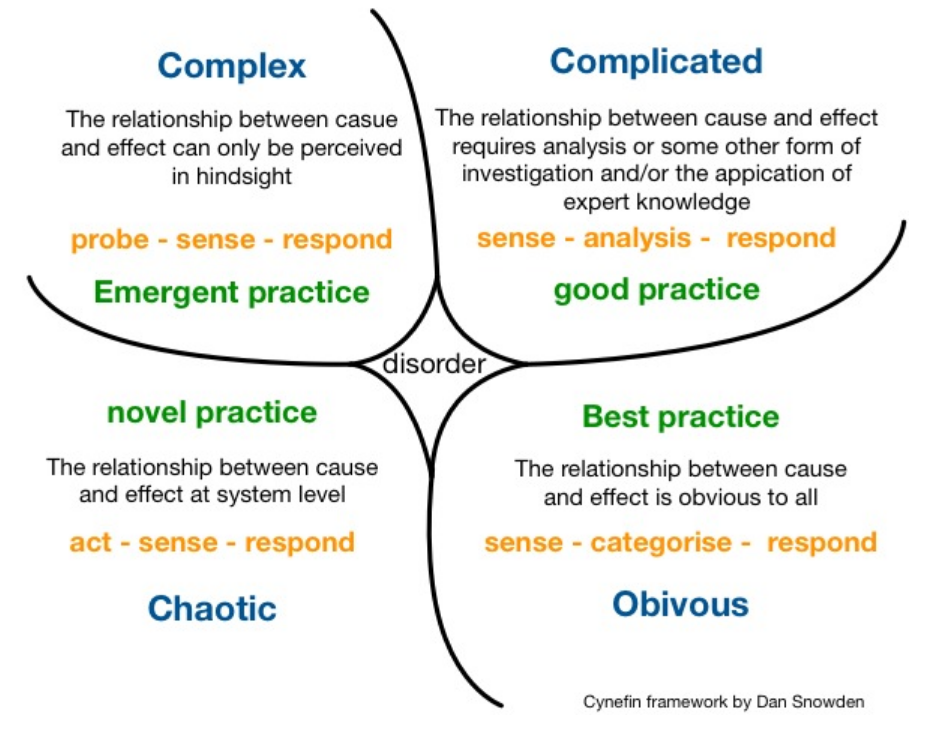 Complex
The relationship between casue
and effect can only be perceived
in hindsight
probe - sense - respond
Emergent practice
Complicated
The relationship between cause and effect
requires analysis or some other form of
investigation and/or the appication of
expert knowledge
sense - analysis - respond
good practice
disorder
novel practice
The relationship between cause
and effect at system level
act - sense - respond
Chaotic
Best practice
The relationship between cause
and effect is obvious to all
sense - categorise - respond
Obivous
Cynefin framework by Dan Snowden